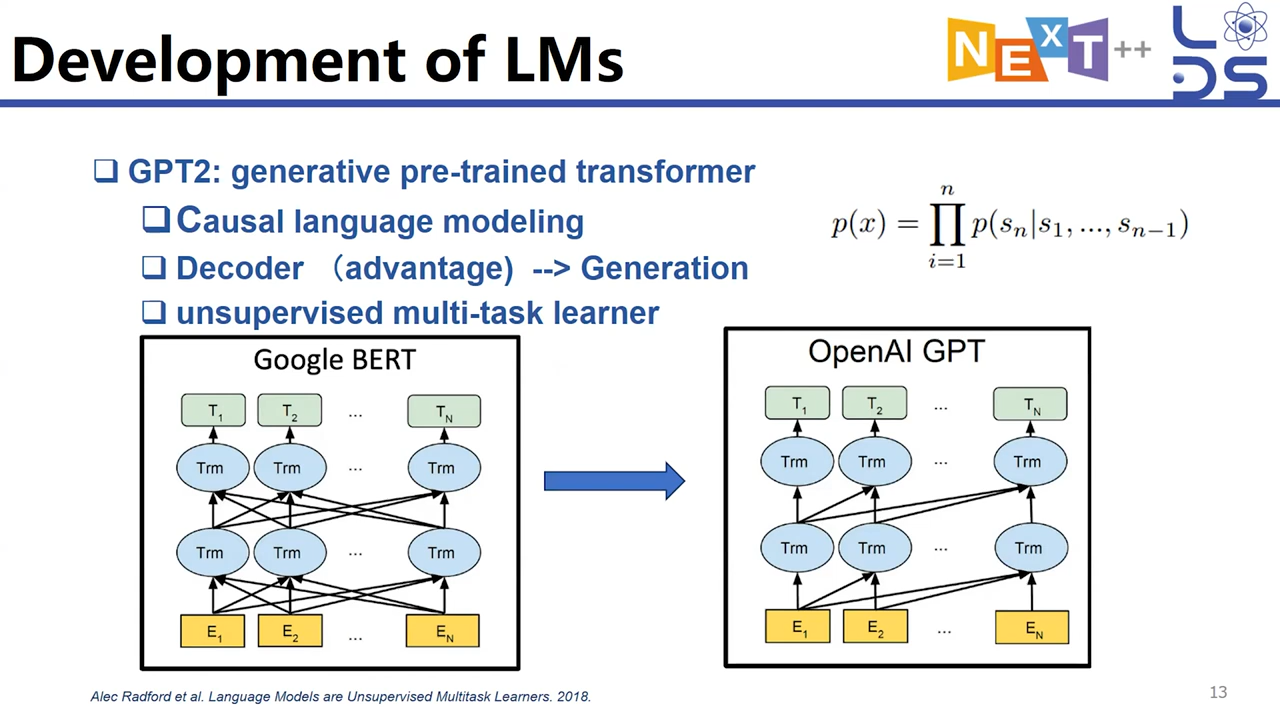 Development of LMs
NExT++
LDS
GPT2: generative pre-trained transformer
Causal language modeling
Decoder （advantage) --> Generation
unsupervised multi-task learner
p(x) = ∏_{i=1}^{n} p(s_n|s_1, ..., s_{n−1})
Google BERT
T1 T2 ... TN
Trm Trm ... Trm
Trm Trm ... Trm
E1 E2 ... EN
OpenAI GPT
T1 T2 ... TN
Trm Trm ... Trm
Trm Trm ... Trm
E1 E2 ... EN
Alec Radford et al. Language Models are Unsupervised Multitask Learners. 2018.
13